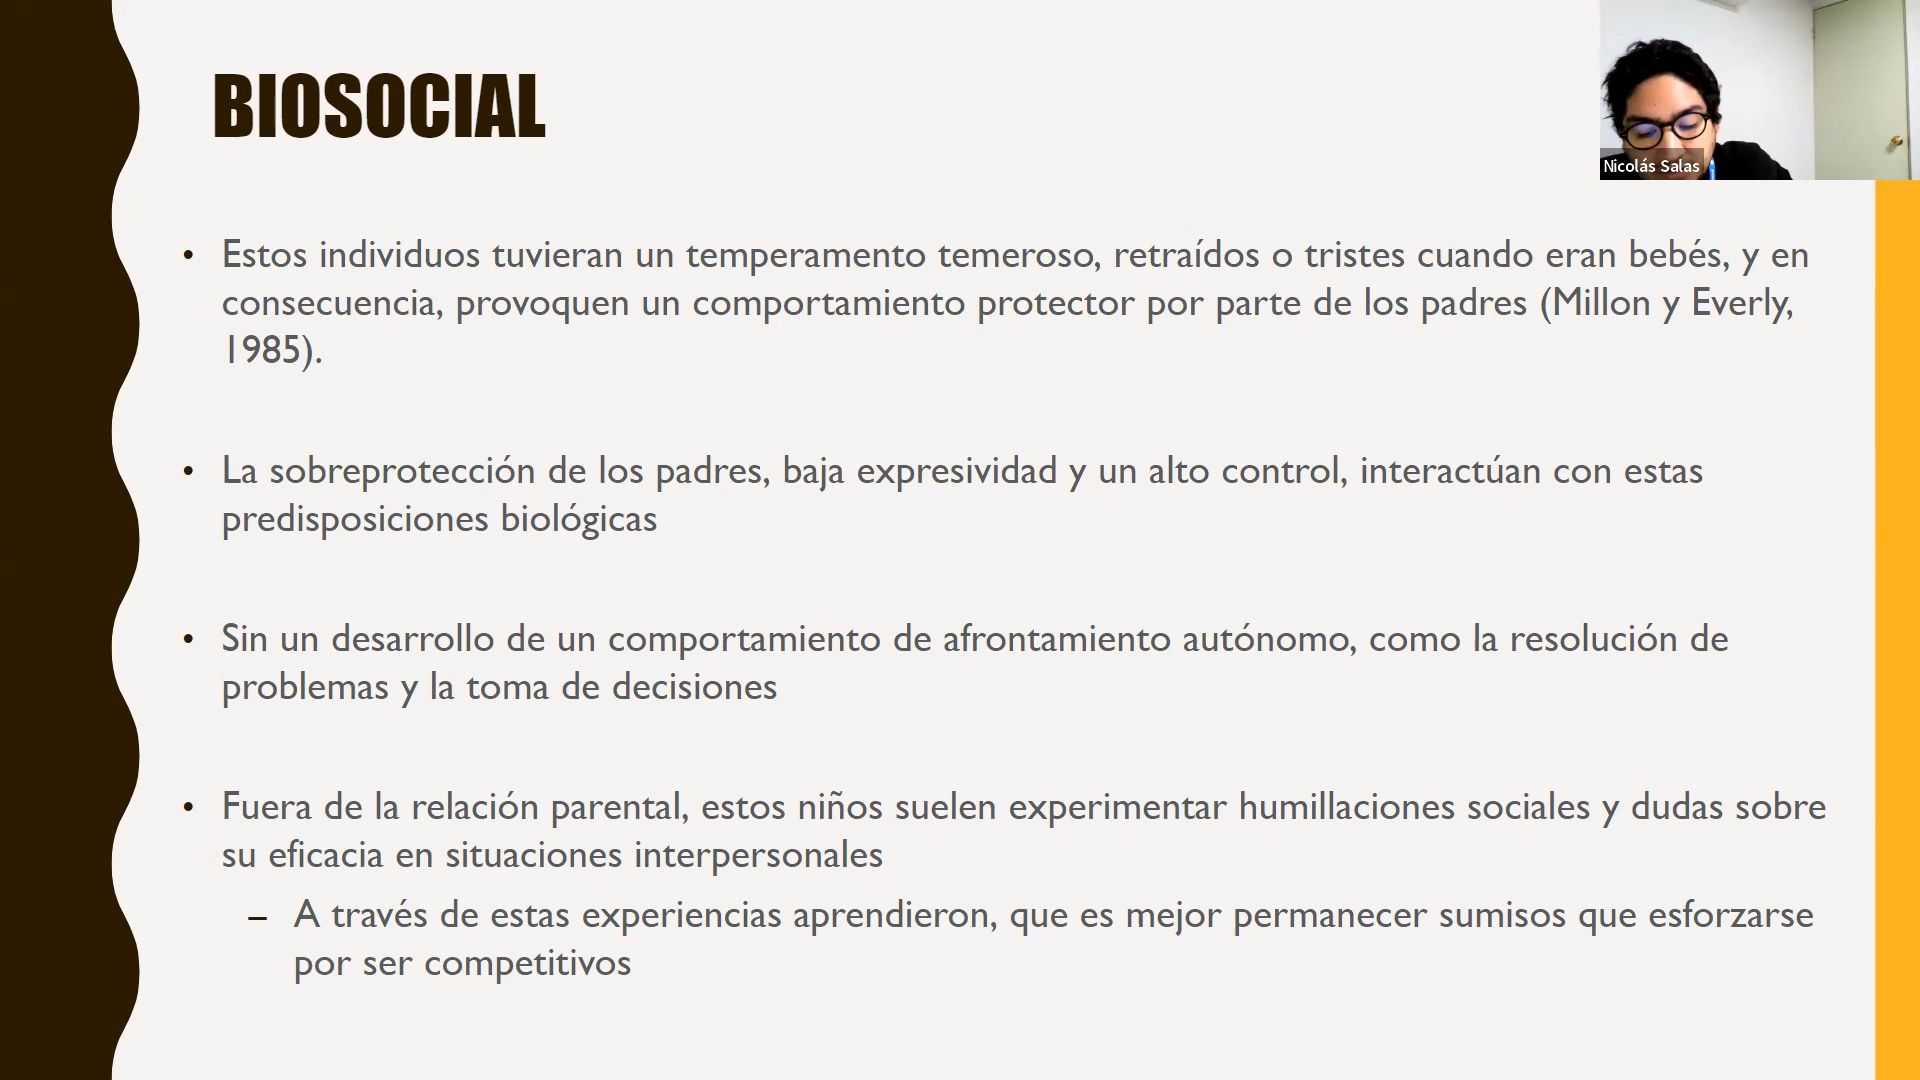 BIOSOCIAL
Nicolás Salas
• Estos individuos tuvieran un temperamento temeroso, retraídos o tristes cuando eran bebés, y en
consecuencia, provoquen un comportamiento protector por parte de los padres (Millon y Everly,
1985).
• La sobreprotección de los padres, baja expresividad y un alto control, interactúan con estas
predisposiciones biológicas
• Sin un desarrollo de un comportamiento de afrontamiento autónomo, como la resolución de
problemas y la toma de decisiones
• Fuera de la relación parental, estos niños suelen experimentar humillaciones sociales y dudas sobre
su eficacia en situaciones interpersonales
– A través de estas experiencias aprendieron, que es mejor permanecer sumisos que esforzarse
por ser competitivos